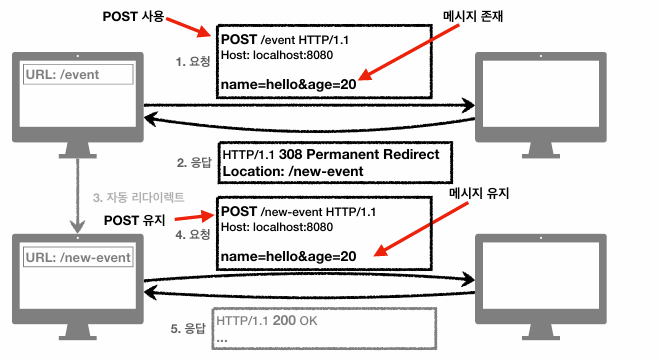 POST 사용
메시지 존재
1. 요청
POST /event HTTP/1.1
Host: localhost:8080
name=hello&age=20
URL: /event
2. 응답
HTTP/1.1 308 Permanent Redirect
Location: /new-event
3. 자동 리다이렉트
메시지 유지
POST 유지
4. 요청
POST /new-event HTTP/1.1
Host: localhost:8080
name=hello&age=20
URL: /new-event
5. 응답
HTTP/1.1 200 OK
...